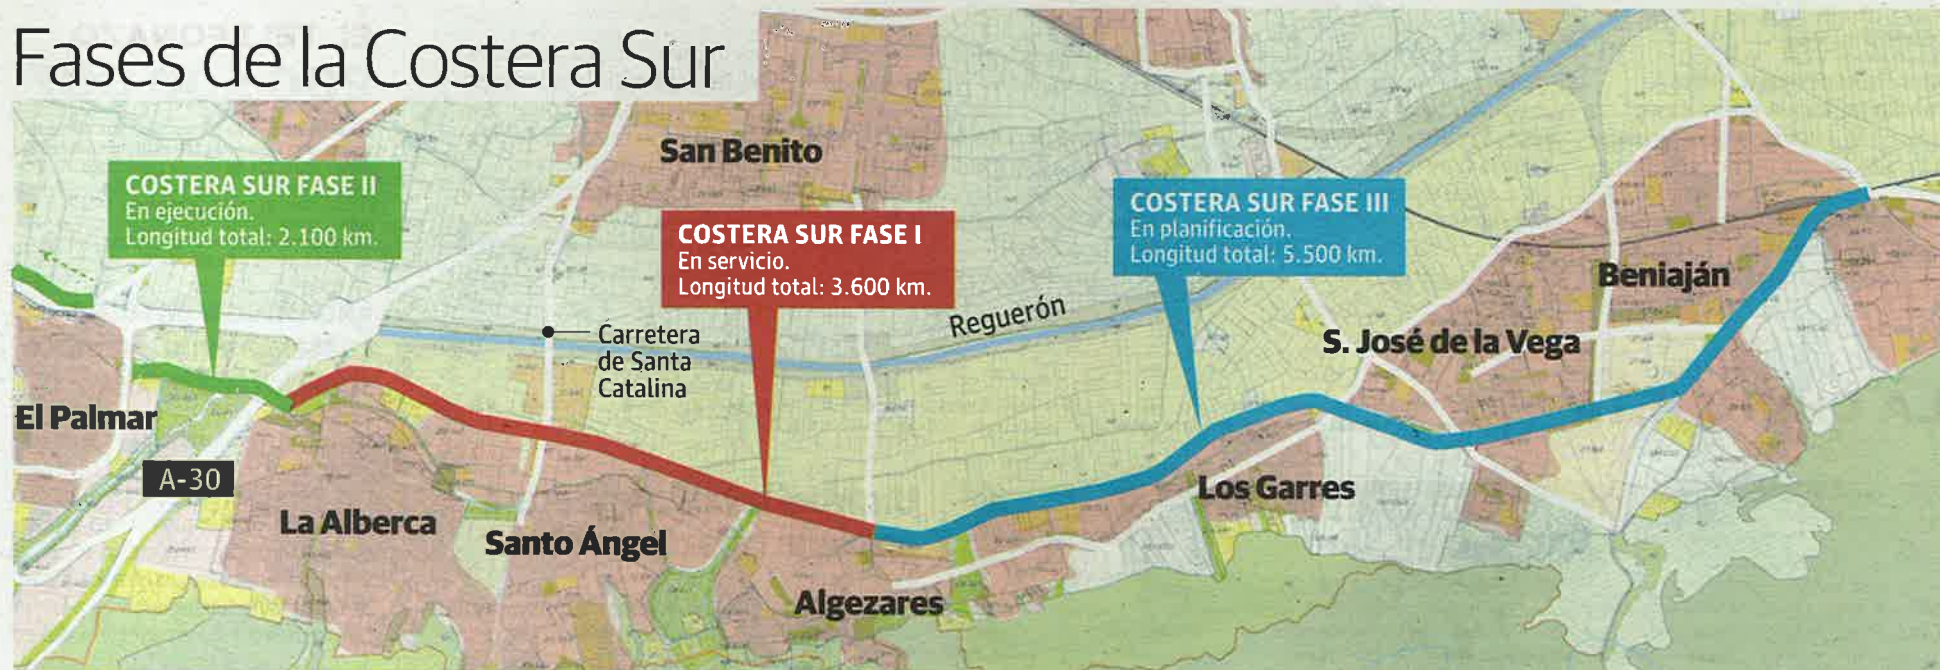 Fases de la Costera Sur
San Benito
COSTERA SUR FASE II
En ejecución.
Longitud total: 2.100 km.
COSTERA SUR FASE I
En servicio.
Longitud total: 3.600 km.
COSTERA SUR FASE III
En planificación.
Longitud total: 5.500 km.
Beniaján
Reguerón
S. José de la Vega
Carretera
de Santa
Catalina
El Palmar
A-30
La Alberca
Santo Ángel
Los Garres
Algezares